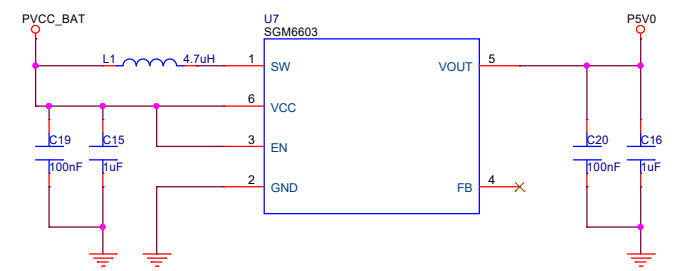 PVCC_BAT
U7
SGM6603
P5V0
L1 4.7uH
1 SW
VOUT 5
6 VCC
3 EN
2 GND
FB 4
C19 100nF
C15 1uF
C20 100nF
C16 1uF